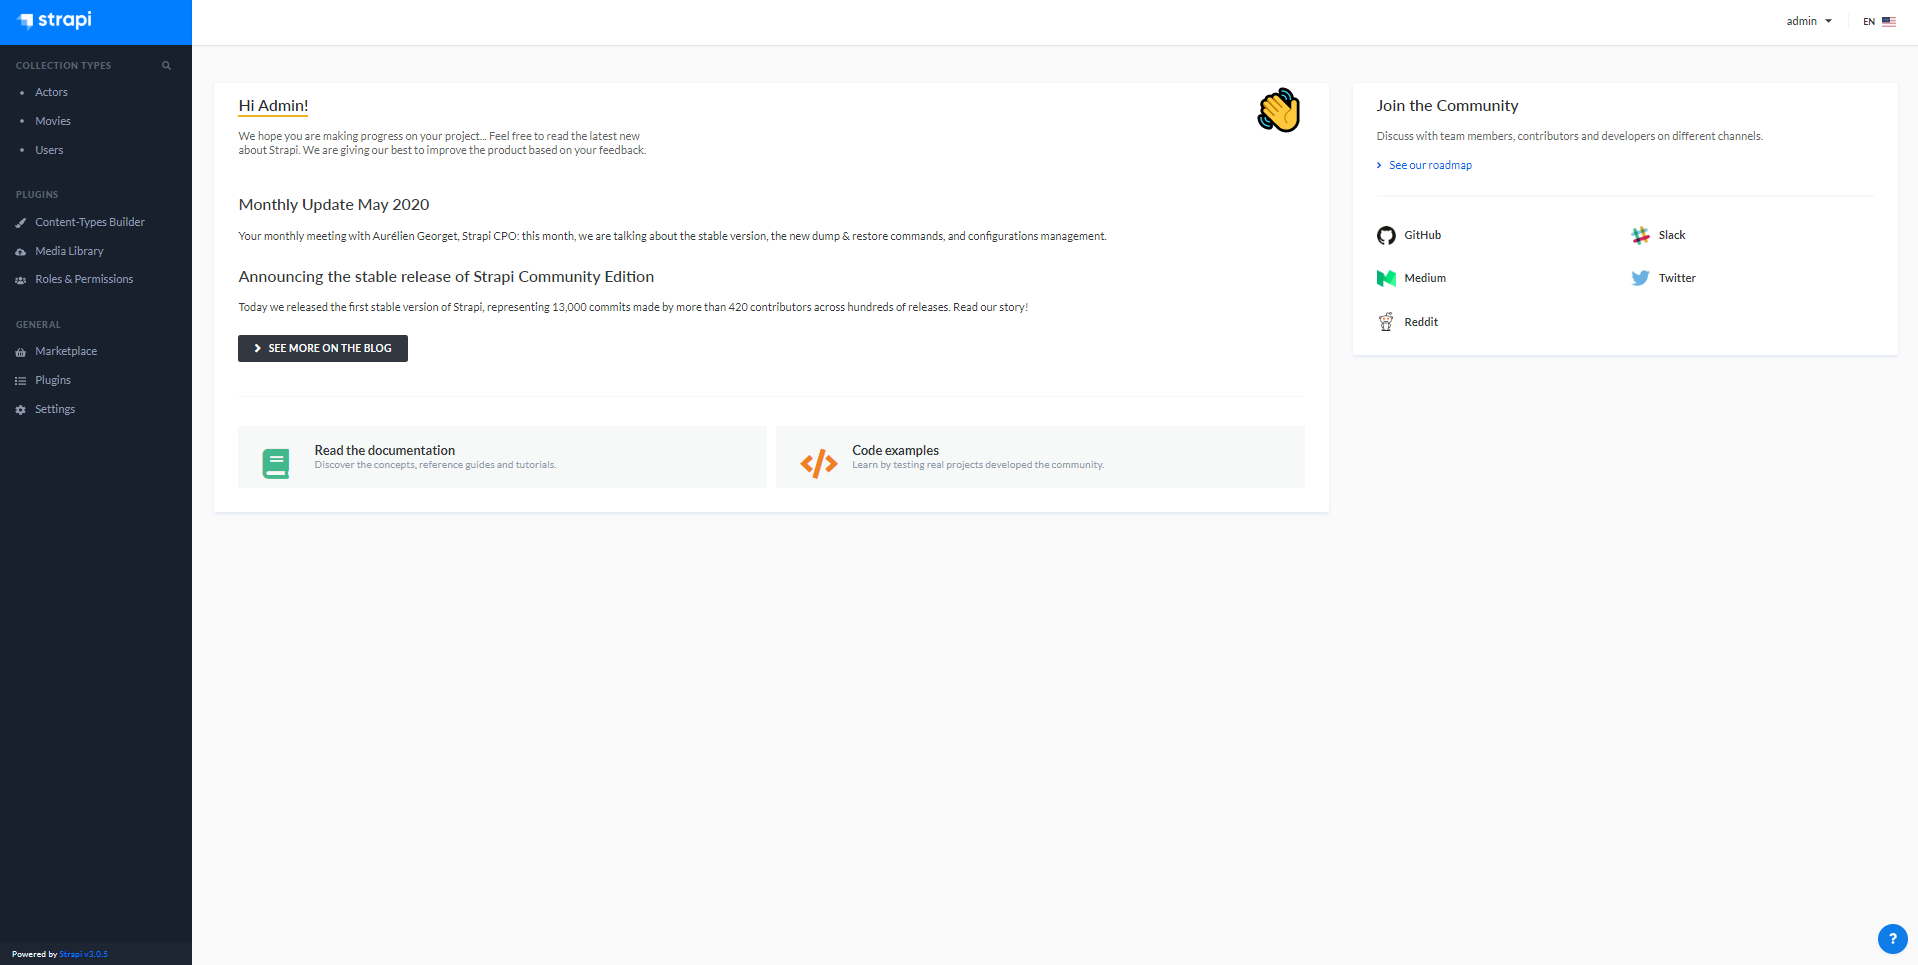 strapi
admin
EN
COLLECTION TYPES
Actors
Movies
Users
PLUGINS
Content-Types Builder
Media Library
Roles & Permissions
GENERAL
Marketplace
Plugins
Settings
Powered by Strapi v3.0.5
Hi Admin!
We hope you are making progress on your project... Feel free to read the latest new
about Strapi. We are giving our best to improve the product based on your feedback.
Monthly Update May 2020
Your monthly meeting with Aurélien Georget, Strapi CPO: this month, we are talking about the stable version, the new dump & restore commands, and configurations management.
Announcing the stable release of Strapi Community Edition
Today we released the first stable version of Strapi, representing 13,000 commits made by more than 420 contributors across hundreds of releases. Read our story!
SEE MORE ON THE BLOG
Read the documentation
Discover the concepts, reference guides and tutorials.
Code examples
Learn by testing real projects developed the community.
Join the Community
Discuss with team members, contributors and developers on different channels.
See our roadmap
GitHub
Slack
Medium
Twitter
Reddit
?